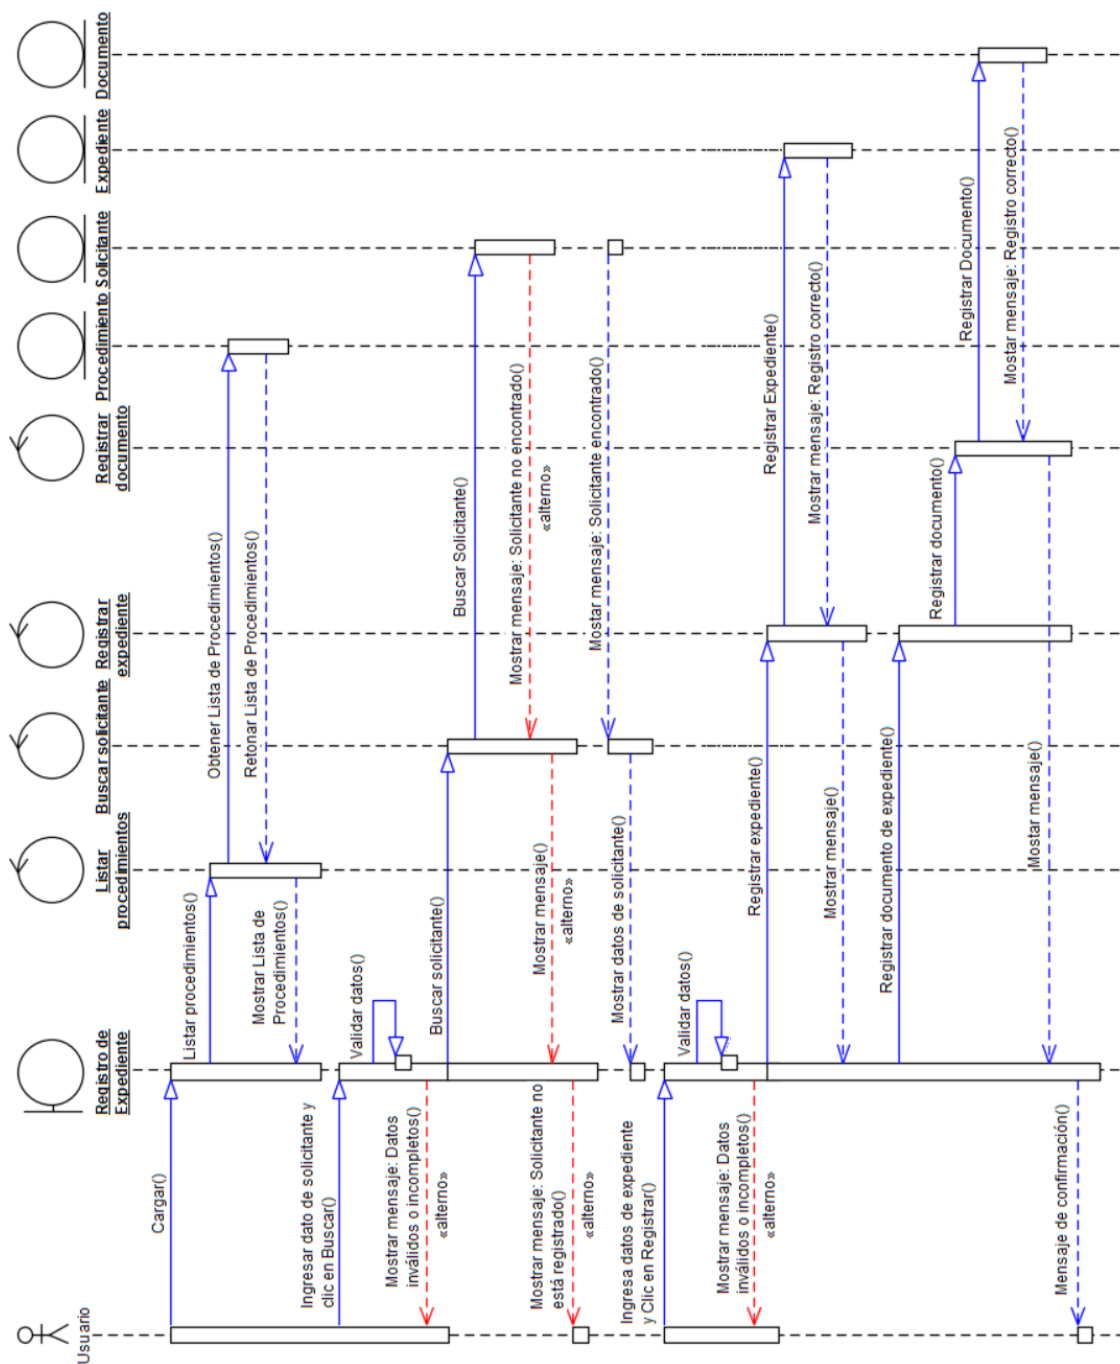 Usuario
Registro de
Expediente
Listar
procedimientos
Buscar solicitante
Registrar
expediente
Registrar
documento
Procedimiento
Solicitante
Expediente
Documento
Cargar()
Listar procedimientos()
Obtener Lista de Procedimientos()
Retonar Lista de Procedimientos()
Mostrar Lista de
Procedimientos()
Ingresar dato de solicitante y
clic en Buscar()
Validar datos()
Mostrar mensaje: Datos
inválidos o incompletos()
«alterno»
Buscar solicitante()
Buscar Solicitante()
Mostrar mensaje: Solicitante no encontrado()
«alterno»
Mostrar mensaje()
«alterno»
Mostrar mensaje: Solicitante no
está registrado()
«alterno»
Mostar mensaje: Solicitante encontrado()
Mostrar datos de solicitante()
Ingresa datos de expediente
y Clic en Registrar()
Validar datos()
Mostrar mensaje: Datos
inválidos o incompletos()
«alterno»
Registrar expediente()
Registrar Expediente()
Mostrar mensaje: Registro correcto()
Mostrar mensaje()
Registrar documento de expediente()
Registrar documento()
Registrar Documento()
Mostar mensaje: Registro correcto()
Mostar mensaje()
Mensaje de confirmación()